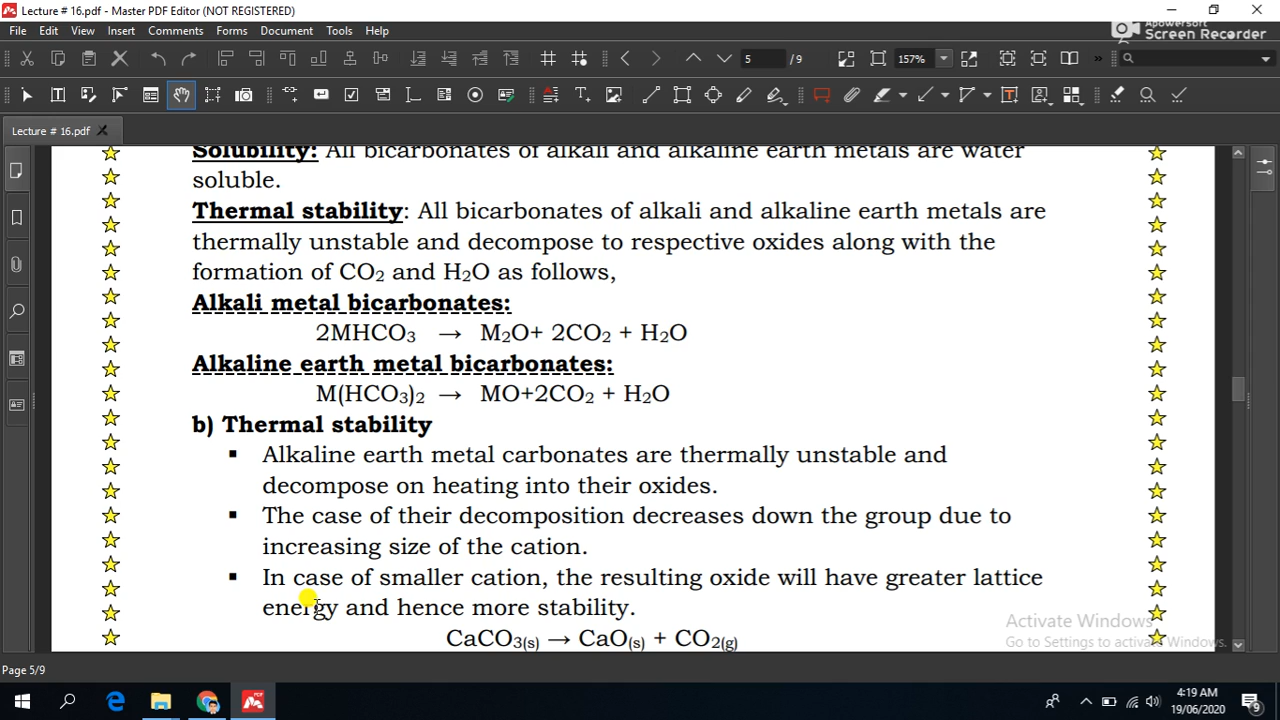 Lecture # 16.pdf - Master PDF Editor (NOT REGISTERED)
File Edit View Insert Comments Forms Document Tools Help
Apowersoft
Screen Recorder
5 / 9 157%
Lecture # 16.pdf
Solubility: All bicarbonates of alkali and alkaline earth metals are water
soluble.
Thermal stability: All bicarbonates of alkali and alkaline earth metals are
thermally unstable and decompose to respective oxides along with the
formation of CO₂ and H₂O as follows,
Alkali metal bicarbonates:
2MHCO₃ → M₂O+ 2CO₂ + H₂O
Alkaline earth metal bicarbonates:
M(HCO₃)₂ → MO+2CO₂ + H₂O
b) Thermal stability
▪ Alkaline earth metal carbonates are thermally unstable and
decompose on heating into their oxides.
▪ The case of their decomposition decreases down the group due to
increasing size of the cation.
▪ In case of smaller cation, the resulting oxide will have greater lattice
energy and hence more stability.
CaCO₃(s) → CaO(s) + CO₂(g)
Activate Windows
Go to Settings to activate Windows.
Page 5/9
4:19 AM
19/06/2020
9